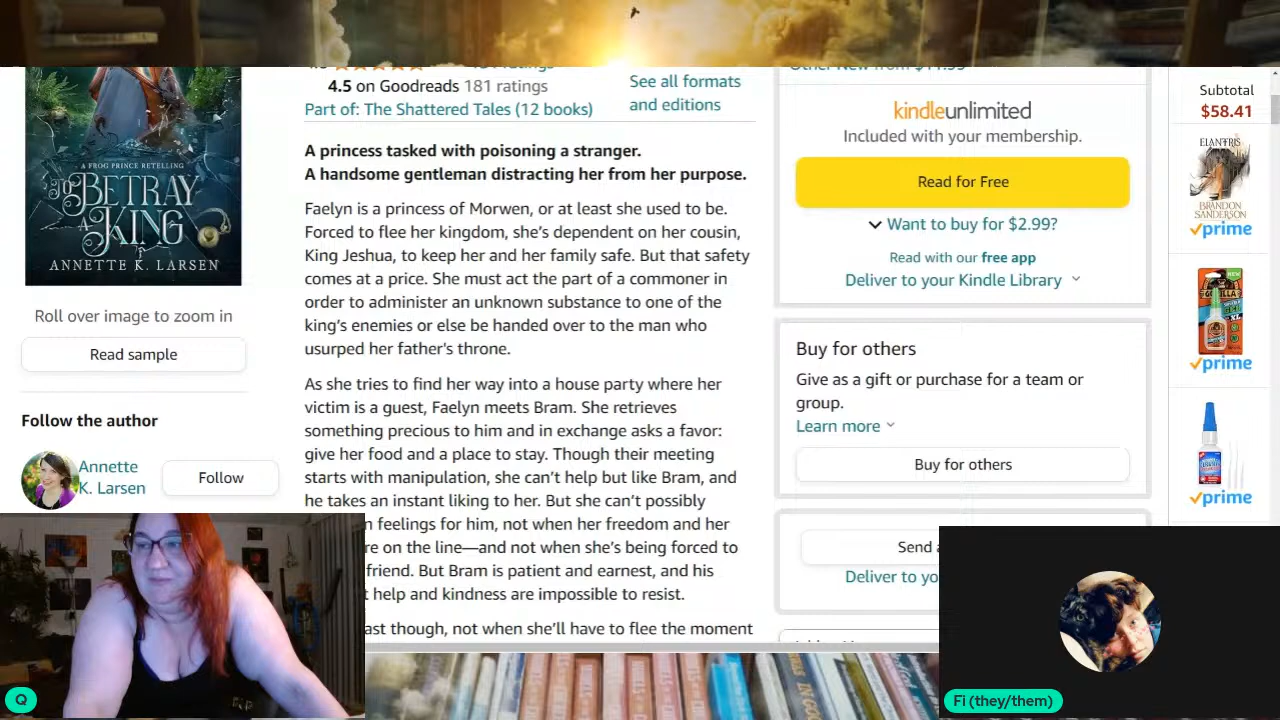 4.5 on Goodreads 181 ratings
Part of: The Shattered Tales (12 books)
See all formats
and editions
A princess tasked with poisoning a stranger.
A handsome gentleman distracting her from her purpose.
Faelyn is a princess of Morwen, or at least she used to be.
Forced to flee her kingdom, she's dependent on her cousin,
King Jeshua, to keep her and her family safe. But that safety
comes at a price. She must act the part of a commoner in
order to administer an unknown substance to one of the
king's enemies or else be handed over to the man who
usurped her father's throne.
As she tries to find her way into a house party where her
victim is a guest, Faelyn meets Bram. She retrieves
something precious to him and in exchange asks a favor:
give her food and a place to stay. Though their meeting
starts with manipulation, she can't help but like Bram, and
he takes an instant liking to her. But she can't possibly
feelings for him, not when her freedom and her
on the line—and not when she's being forced to
friend. But Bram is patient and earnest, and his
help and kindness are impossible to resist.
though, not when she'll have to flee the moment
A FROG PRINCE RETELLING
TO BETRAY
A KING
ANNETTE K. LARSEN
Roll over image to zoom in
Read sample
Follow the author
Annette
K. Larsen
Follow
kindleunlimited
Included with your membership.
Read for Free
Want to buy for $2.99?
Read with our free app
Deliver to your Kindle Library
Buy for others
Give as a gift or purchase for a team or
group.
Learn more
Buy for others
Send
Deliver to
Subtotal
$58.41
ELANTRIS
BRANDON
SANDERSON
prime
NEW
GORILLA
XL
prime
prime
Q
Fi (they/them)